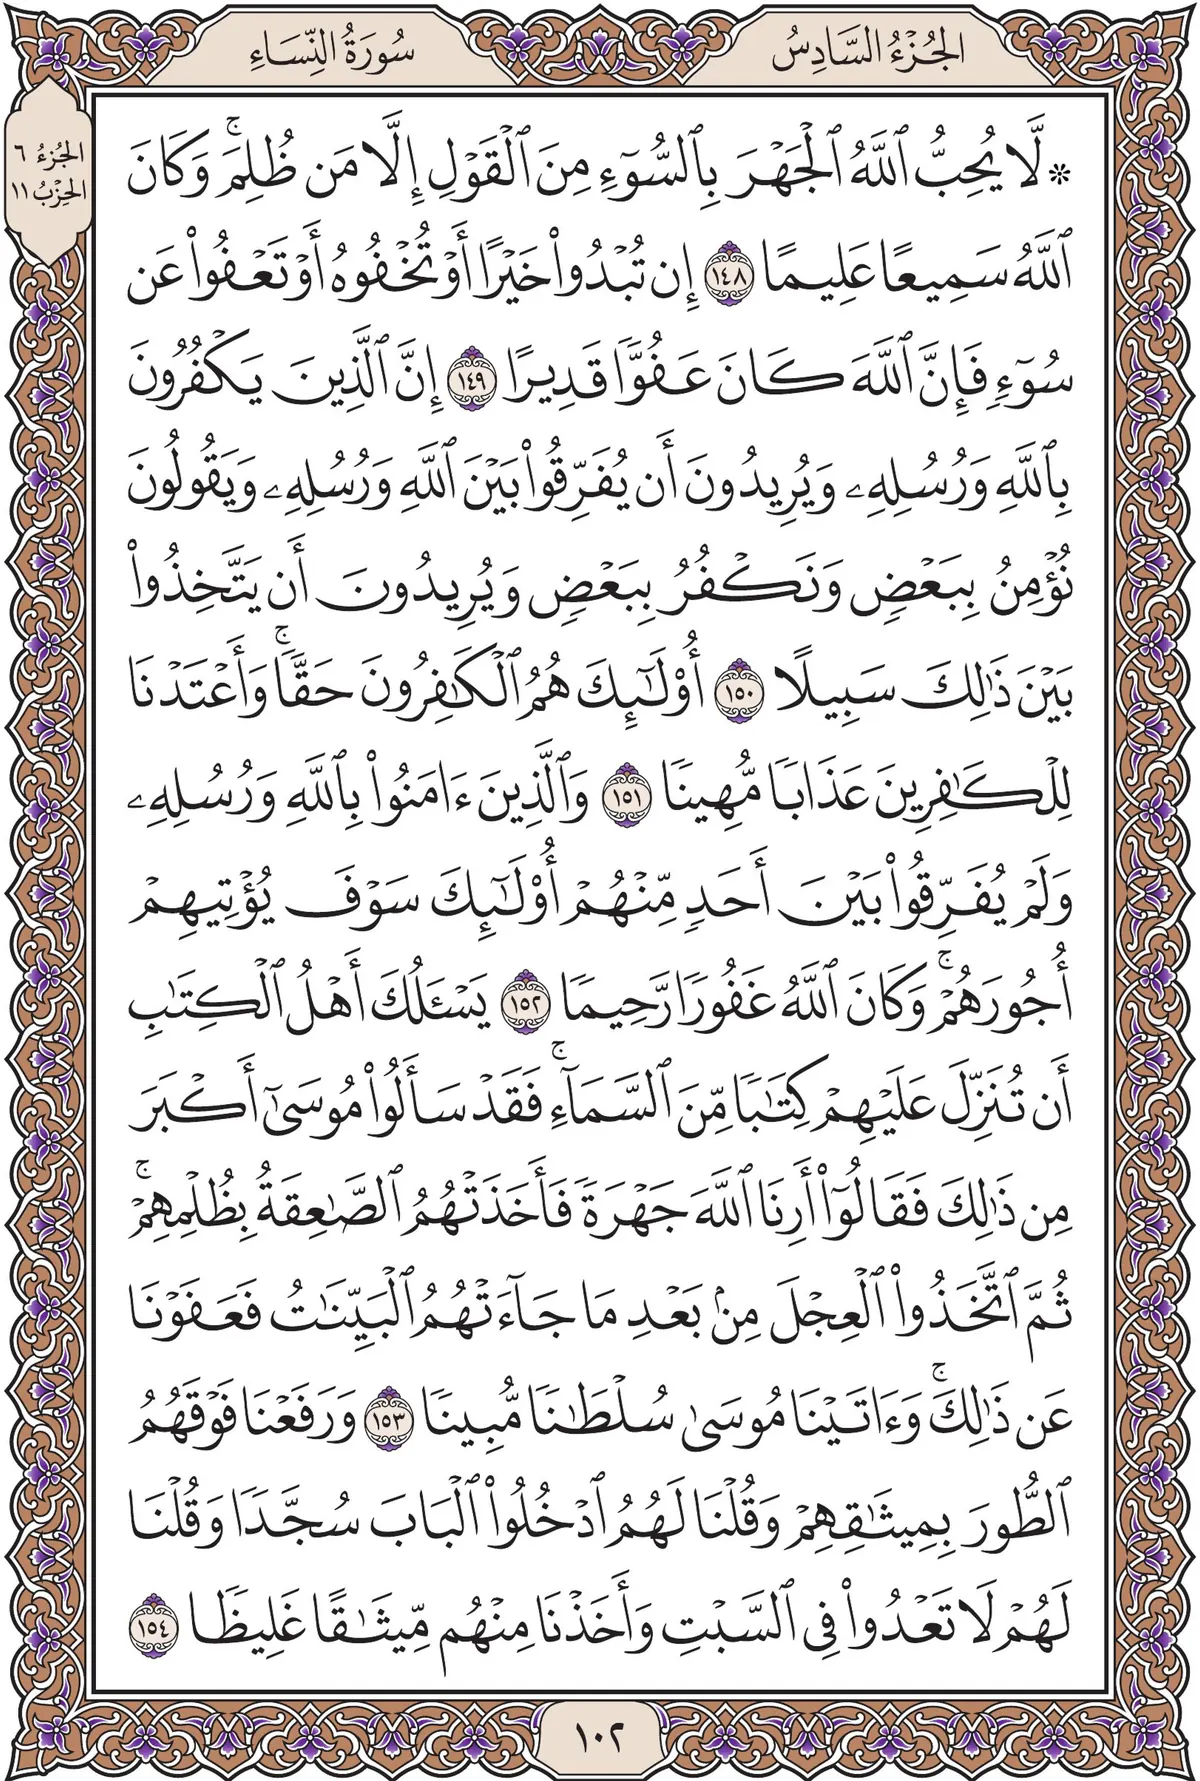 الجُزْءُ السَّادِسُ
سُورَةُ النِّسَاءِ
الجُزْءُ ٦
الحِزْبُ ١١
۞ لَّا يُحِبُّ ٱللَّهُ ٱلْجَهْرَ بِٱلسُّوٓءِ مِنَ ٱلْقَوْلِ إِلَّا مَن ظُلِمَۚ وَكَانَ
ٱللَّهُ سَمِيعًا عَلِيمًا ١٤٨ إِن تُبْدُوا۟ خَيْرًا أَوْ تُخْفُوهُ أَوْ تَعْفُوا۟ عَن
سُوٓءٍ فَإِنَّ ٱللَّهَ كَانَ عَفُوًّا قَدِيرًا ١٤٩ إِنَّ ٱلَّذِينَ يَكْفُرُونَ
بِٱللَّهِ وَرُسُلِهِۦ وَيُرِيدُونَ أَن يُفَرِّقُوا۟ بَيْنَ ٱللَّهِ وَرُسُلِهِۦ وَيَقُولُونَ
نُؤْمِنُ بِبَعْضٍ وَنَكْفُرُ بِبَعْضٍ وَيُرِيدُونَ أَن يَتَّخِذُوا۟
بَيْنَ ذَٰلِكَ سَبِيلًا ١٥٠ أُو۟لَـٰٓئِكَ هُمُ ٱلْكَـٰفِرُونَ حَقًّاۚ وَأَعْتَدْنَا
لِلْكَـٰفِرِينَ عَذَابًا مُّهِينًا ١٥١ وَٱلَّذِينَ ءَامَنُوا۟ بِٱللَّهِ وَرُسُلِهِۦ
وَلَمْ يُفَرِّقُوا۟ بَيْنَ أَحَدٍ مِّنْهُمْ أُو۟لَـٰٓئِكَ سَوْفَ يُؤْتِيهِمْ
أُجُورَهُمْۚ وَكَانَ ٱللَّهُ غَفُورًا رَّحِيمًا ١٥٢ يَسْـَٔلُكَ أَهْلُ ٱلْكِتَـٰبِ
أَن تُنَزِّلَ عَلَيْهِمْ كِتَـٰبًا مِّنَ ٱلسَّمَآءِۚ فَقَدْ سَأَلُوا۟ مُوسَىٰٓ أَكْبَرَ
مِن ذَٰلِكَ فَقَالُوٓا۟ أَرِنَا ٱللَّهَ جَهْرَةً فَأَخَذَتْهُمُ ٱلصَّـٰعِقَةُ بِظُلْمِهِمْۚ
ثُمَّ ٱتَّخَذُوا۟ ٱلْعِجْلَ مِنۢ بَعْدِ مَا جَآءَتْهُمُ ٱلْبَيِّنَـٰتُ فَعَفَوْنَا
عَن ذَٰلِكَۚ وَءَاتَيْنَا مُوسَىٰ سُلْطَـٰنًا مُّبِينًا ١٥٣ وَرَفَعْنَا فَوْقَهُمُ
ٱلطُّورَ بِمِيثَـٰقِهِمْ وَقُلْنَا لَهُمُ ٱدْخُلُوا۟ ٱلْبَابَ سُجَّدًا وَقُلْنَا
لَهُمْ لَا تَعْدُوا۟ فِى ٱلسَّبْتِ وَأَخَذْنَا مِنْهُم مِّيثَـٰقًا غَلِيظًا ١٥٤
١٠٢